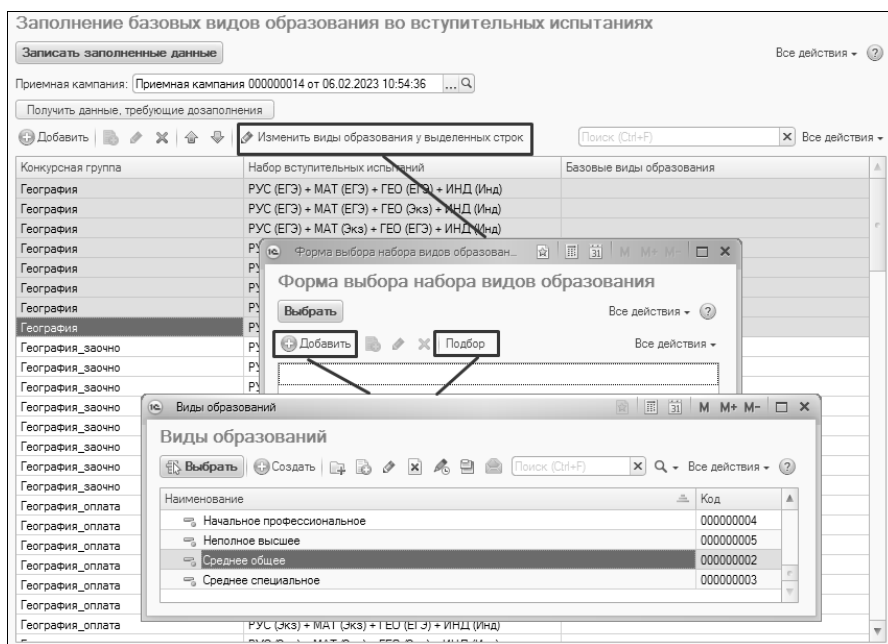 Заполнение базовых видов образования во вступительных испытаниях
Записать заполненные данные
Все действия
Приемная кампания: Приемная кампания 000000014 от 06.02.2023 10:54:36
Получить данные, требующие дозаполнения
Добавить Изменить виды образования у выделенных строк Поиск (Ctrl+F) Все действия
Конкурсная группа Набор вступительных испытаний Базовые виды образования
География РУС (ЕГЭ) + МАТ (ЕГЭ) + ГЕО (ЕГЭ) + ИНД (Инд)
География РУС (ЕГЭ) + МАТ (ЕГЭ) + ГЕО (Экз) + ИНД (Инд)
География РУС (ЕГЭ) + МАТ (Экз) + ГЕО (ЕГЭ) + ИНД (Инд)
География
География
География
География
География
География_заочно
География_заочно
География_заочно
География_заочно
География_заочно
География_заочно
География_заочно
География_заочно
География_оплата
География_оплата
География_оплата
География_оплата
География_оплата
География_оплата
География_оплата РУС (Экз) + МАТ (Экз) + ГЕО (ЕГЭ) + ИНД (Инд)
Форма выбора набора видов образован...
31 M M+ M-
Форма выбора набора видов образования
Выбрать Все действия
Добавить Подбор Все действия
Виды образований
31 M M+ M-
Виды образований
Выбрать Создать Поиск (Ctrl+F) Все действия
Наименование Код
Начальное профессиональное 000000004
Неполное высшее 000000005
Среднее общее 000000002
Среднее специальное 000000003